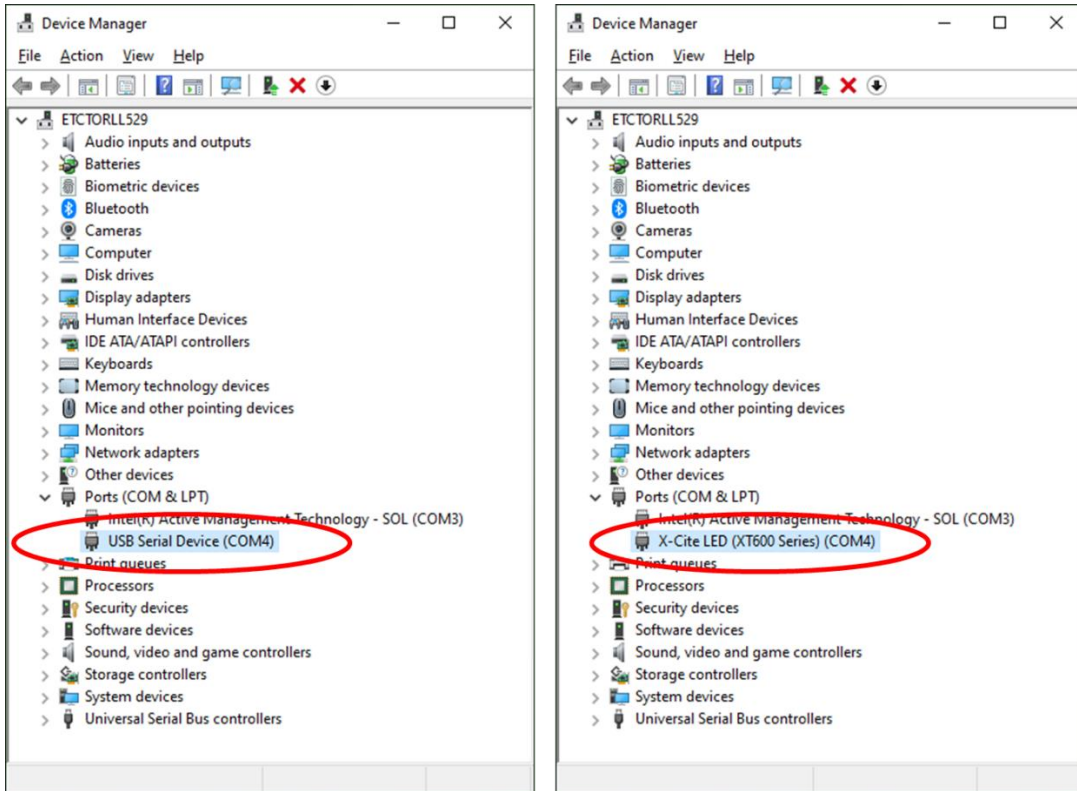 Device Manager
File Action View Help
ETCTORLL529
Audio inputs and outputs
Batteries
Biometric devices
Bluetooth
Cameras
Computer
Disk drives
Display adapters
Human Interface Devices
IDE ATA/ATAPI controllers
Keyboards
Memory technology devices
Mice and other pointing devices
Monitors
Network adapters
Other devices
Ports (COM & LPT)
Intel(R) Active Management Technology - SOL (COM3)
USB Serial Device (COM4)
Print queues
Processors
Security devices
Software devices
Sound, video and game controllers
Storage controllers
System devices
Universal Serial Bus controllers
Device Manager
File Action View Help
ETCTORLL529
Audio inputs and outputs
Batteries
Biometric devices
Bluetooth
Cameras
Computer
Disk drives
Display adapters
Human Interface Devices
IDE ATA/ATAPI controllers
Keyboards
Memory technology devices
Mice and other pointing devices
Monitors
Network adapters
Other devices
Ports (COM & LPT)
Intel(R) Active Management Technology - SOL (COM3)
X-Cite LED (XT600 Series) (COM4)
Print queues
Processors
Security devices
Software devices
Sound, video and game controllers
Storage controllers
System devices
Universal Serial Bus controllers